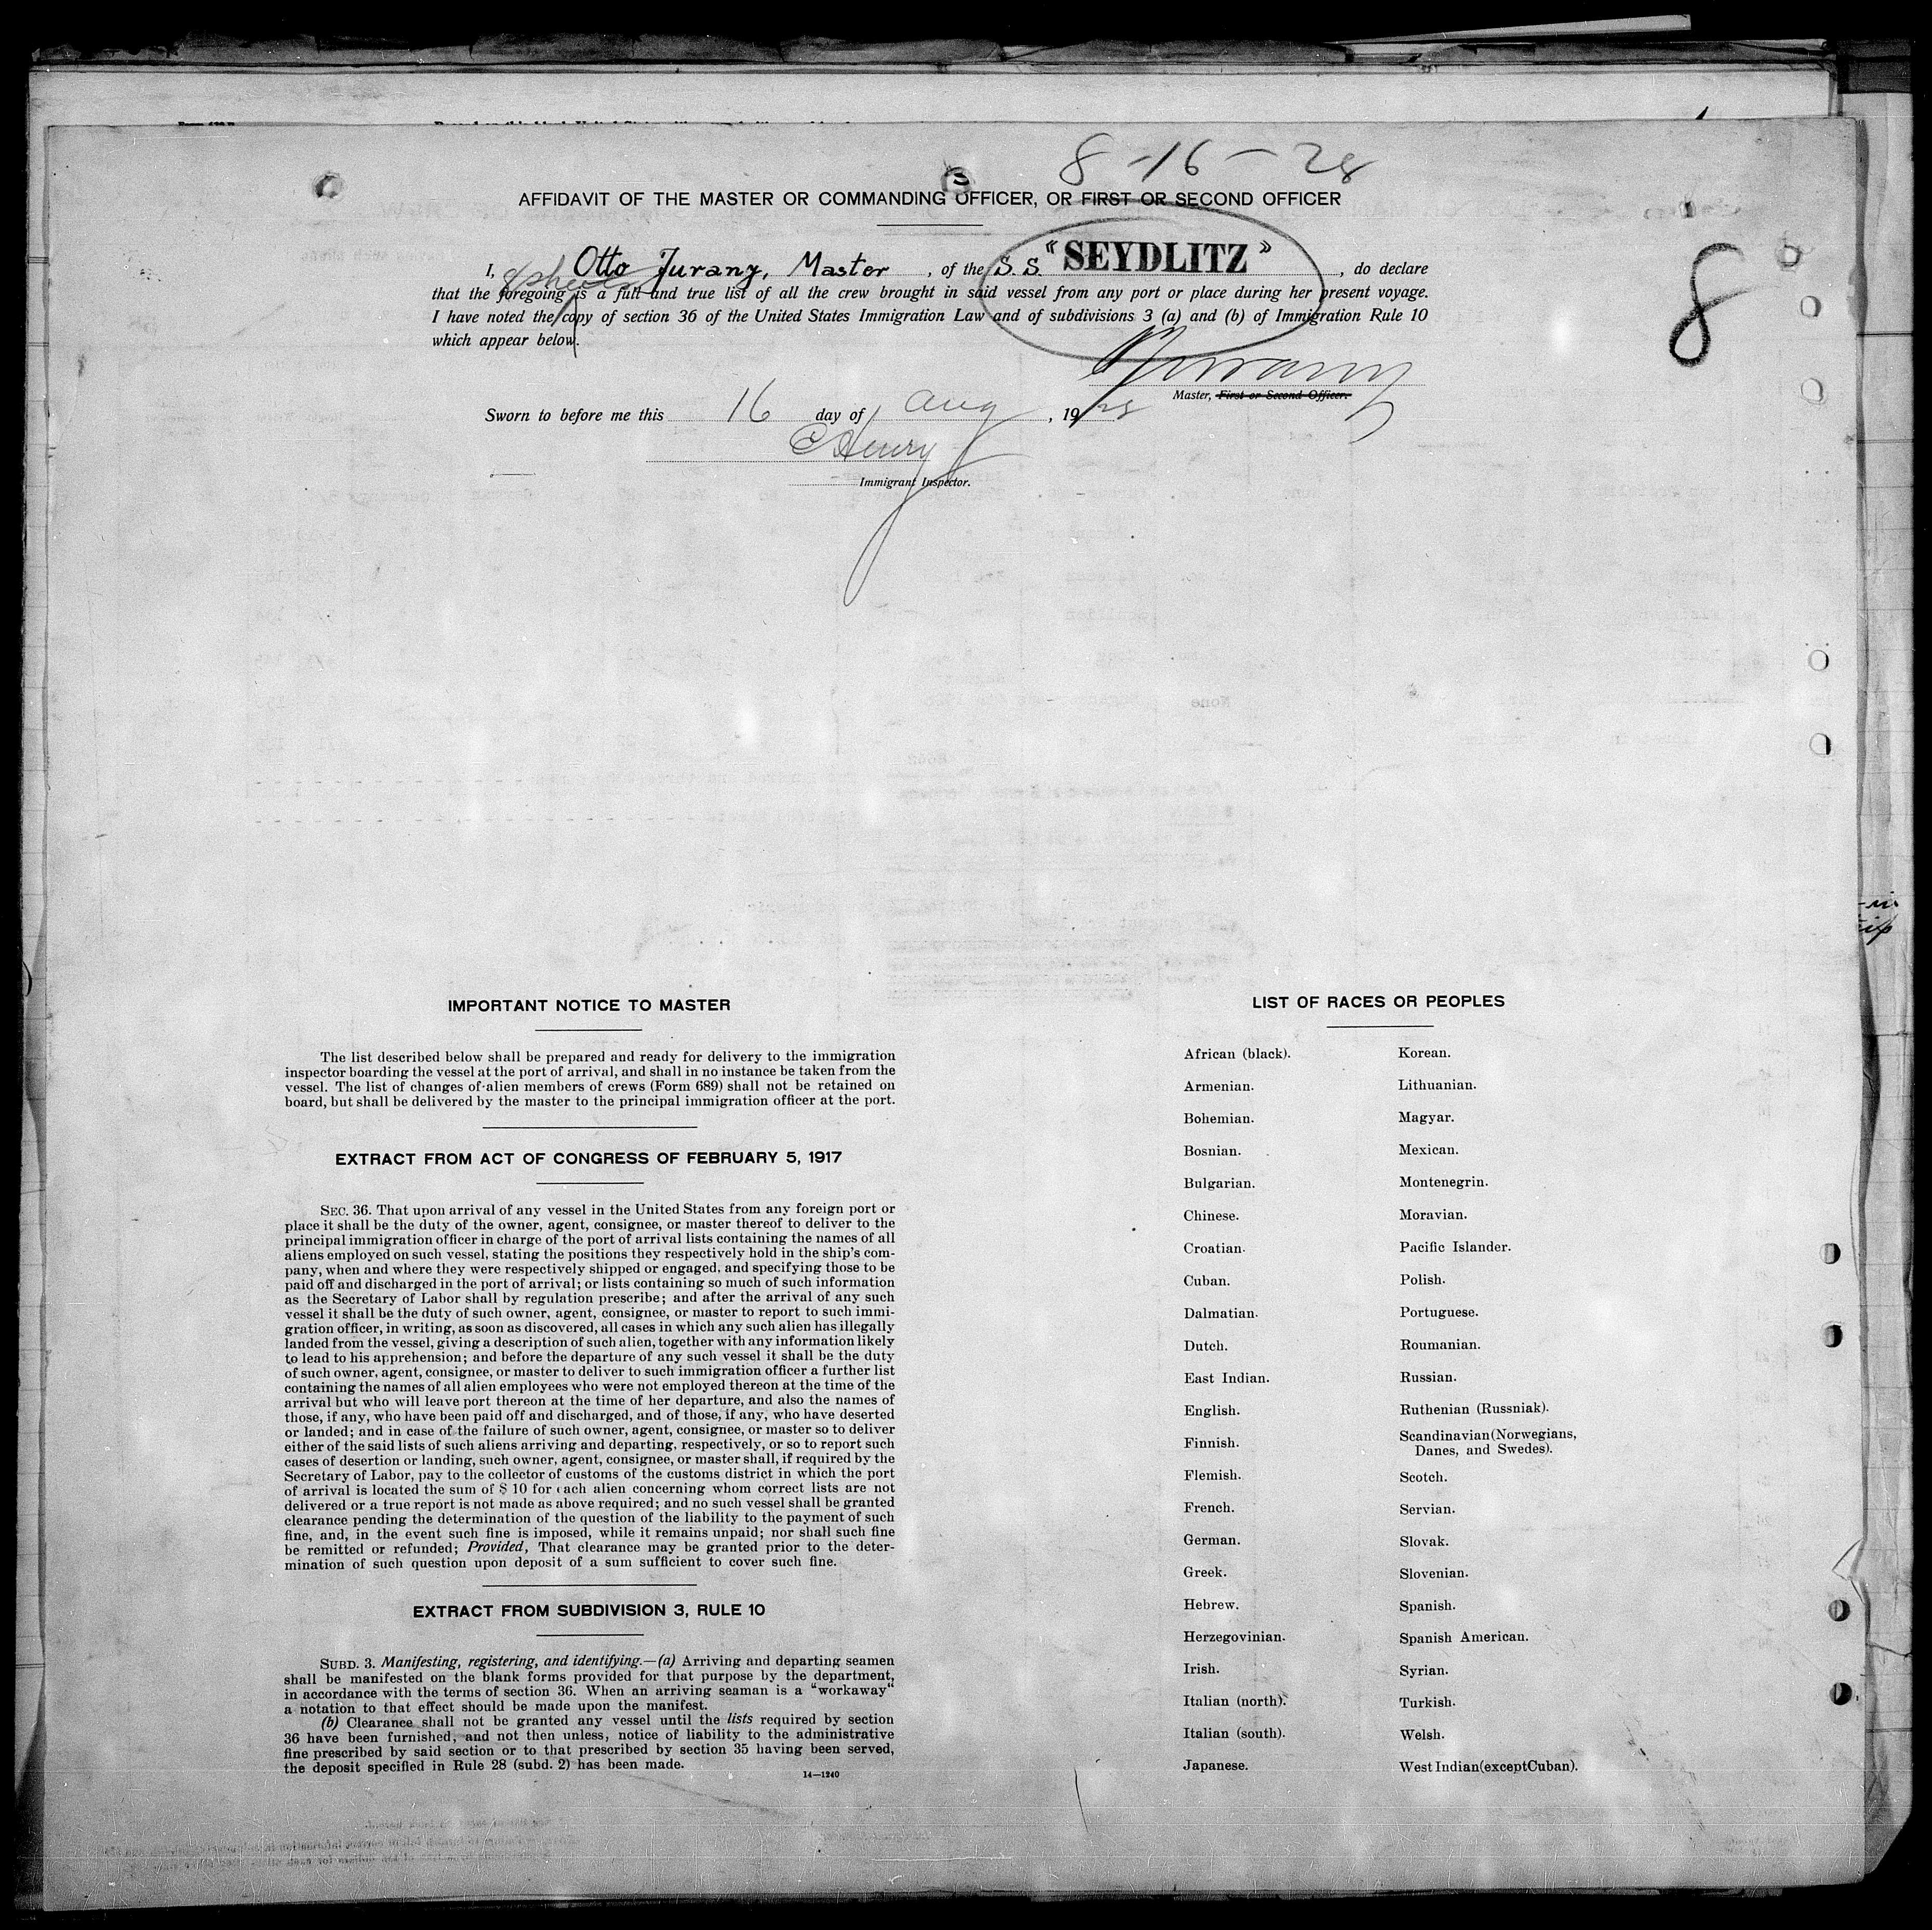 8-16-28
AFFIDAVIT OF THE MASTER OR COMMANDING OFFICER, OR FIRST OR SECOND OFFICER
I, Otto Jurany, Master, of the S.S. "SEYDLITZ", do declare
8 sheets
that the foregoing is a full and true list of all the crew brought in said vessel from any port or place during her present voyage.
I have noted the copy of section 36 of the United States Immigration Law and of subdivisions 3 (a) and (b) of Immigration Rule 10
which appear below.
8
Jurany
Master, First or Second Officer.
Sworn to before me this 16 day of Aug, 1928
C Henry
Immigrant Inspector.
IMPORTANT NOTICE TO MASTER
The list described below shall be prepared and ready for delivery to the immigration
inspector boarding the vessel at the port of arrival, and shall in no instance be taken from the
vessel. The list of changes of alien members of crews (Form 689) shall not be retained on
board, but shall be delivered by the master to the principal immigration officer at the port.
EXTRACT FROM ACT OF CONGRESS OF FEBRUARY 5, 1917
SEC. 36. That upon arrival of any vessel in the United States from any foreign port or
place it shall be the duty of the owner, agent, consignee, or master thereof to deliver to the
principal immigration officer in charge of the port of arrival lists containing the names of all
aliens employed on such vessel, stating the positions they respectively hold in the ship's com-
pany, when and where they were respectively shipped or engaged, and specifying those to be
paid off and discharged in the port of arrival; or lists containing so much of such information
as the Secretary of Labor shall by regulation prescribe; and after the arrival of any such
vessel it shall be the duty of such owner, agent, consignee, or master to report to such immi-
gration officer, in writing, as soon as discovered, all cases in which any such alien has illegally
landed from the vessel, giving a description of such alien, together with any information likely
to lead to his apprehension; and before the departure of any such vessel it shall be the duty
of such owner, agent, consignee, or master to deliver to such immigration officer a further list
containing the names of all alien employees who were not employed thereon at the time of the
arrival but who will leave port thereon at the time of her departure, and also the names of
those, if any, who have been paid off and discharged, and of those, if any, who have deserted
or landed; and in case of the failure of such owner, agent, consignee, or master so to deliver
either of the said lists of such aliens arriving and departing, respectively, or so to report such
cases of desertion or landing, such owner, agent, consignee, or master shall, if required by the
Secretary of Labor, pay to the collector of customs of the customs district in which the port
of arrival is located the sum of $ 10 for each alien concerning whom correct lists are not
delivered or a true report is not made as above required; and no such vessel shall be granted
clearance pending the determination of the question of the liability to the payment of such
fine, and, in the event such fine is imposed, while it remains unpaid; nor shall such fine
be remitted or refunded; Provided, That clearance may be granted prior to the deter-
mination of such question upon deposit of a sum sufficient to cover such fine.
EXTRACT FROM SUBDIVISION 3, RULE 10
SUBD. 3. Manifesting, registering, and identifying.—(a) Arriving and departing seamen
shall be manifested on the blank forms provided for that purpose by the department,
in accordance with the terms of section 36. When an arriving seaman is a "workaway"
a notation to that effect should be made upon the manifest.
(b) Clearance shall not be granted any vessel until the lists required by section
36 have been furnished, and not then unless, notice of liability to the administrative
fine prescribed by said section or to that prescribed by section 35 having been served,
the deposit specified in Rule 28 (subd. 2) has been made.
14—1240
LIST OF RACES OR PEOPLES
African (black).
Armenian.
Bohemian.
Bosnian.
Bulgarian.
Chinese.
Croatian.
Cuban.
Dalmatian.
Dutch.
East Indian.
English.
Finnish.
Flemish.
French.
German.
Greek.
Hebrew.
Herzegovinian.
Irish.
Italian (north).
Italian (south).
Japanese.
Korean.
Lithuanian.
Magyar.
Mexican.
Montenegrin.
Moravian.
Pacific Islander.
Polish.
Portuguese.
Roumanian.
Russian.
Ruthenian (Russniak).
Scandinavian (Norwegians,
Danes, and Swedes).
Scotch.
Servian.
Slovak.
Slovenian.
Spanish.
Spanish American.
Syrian.
Turkish.
Welsh.
West Indian (except Cuban).